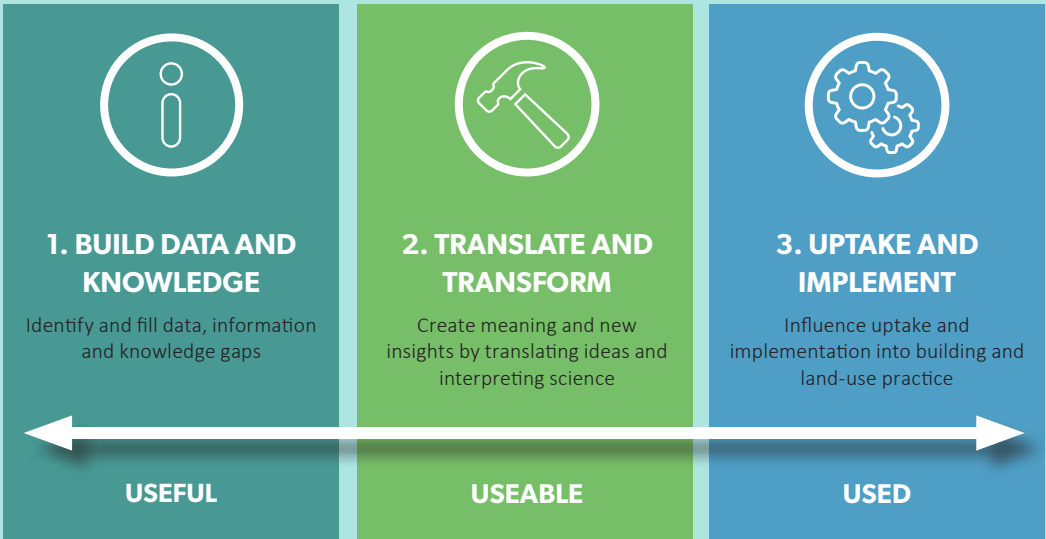 1. BUILD DATA AND
KNOWLEDGE
Identify and fill data, information
and knowledge gaps
USEFUL
2. TRANSLATE AND
TRANSFORM
Create meaning and new
insights by translating ideas and
interpreting science
USEABLE
3. UPTAKE AND
IMPLEMENT
Influence uptake and
implementation into building and
land-use practice
USED